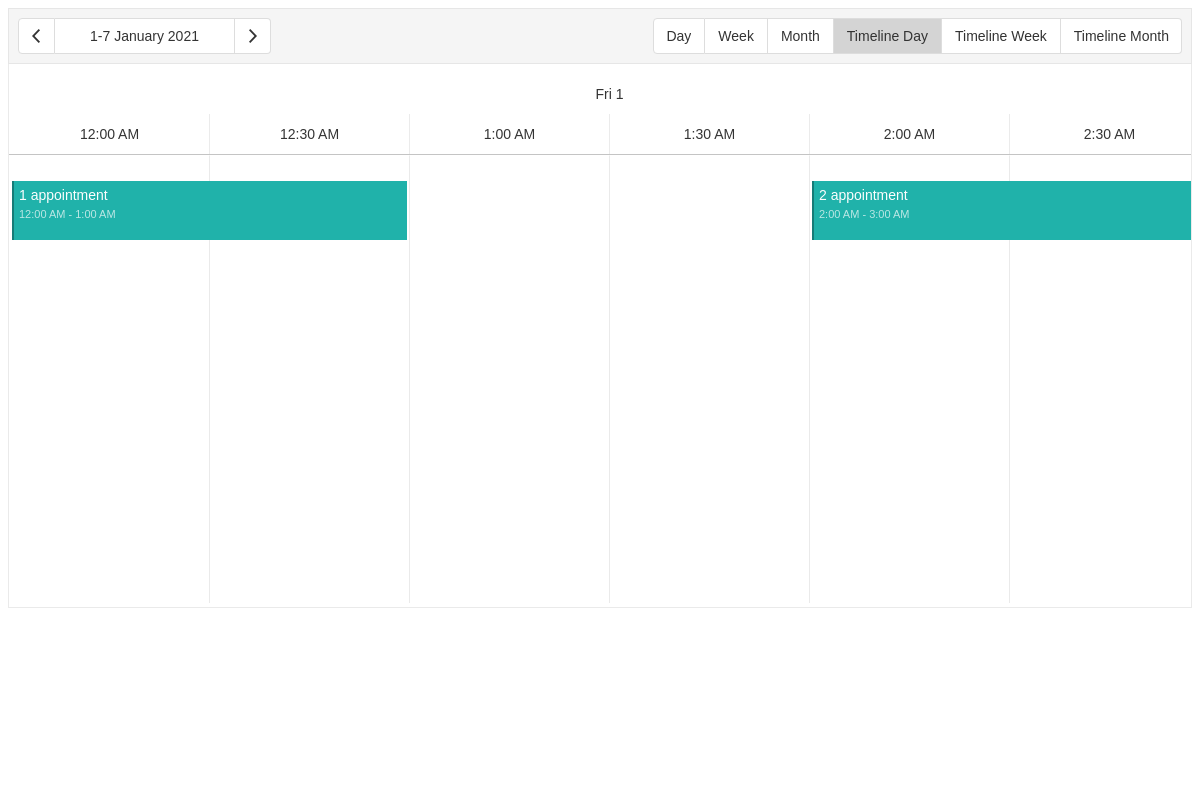 1-7 January 2021 Day Week Month Timeline Day Timeline Week Timeline Month
Fri 1
12:00 AM 12:30 AM 1:00 AM 1:30 AM 2:00 AM 2:30 AM
1 appointment 2 appointment
12:00 AM - 1:00 AM 2:00 AM - 3:00 AM